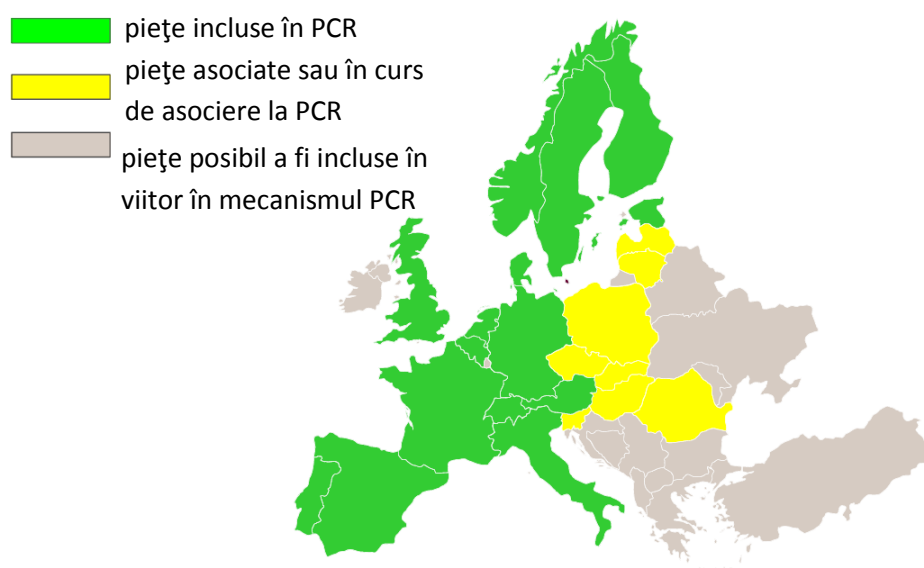 pieţe incluse în PCR
pieţe asociate sau în curs
de asociere la PCR
pieţe posibil a fi incluse în
viitor în mecanismul PCR